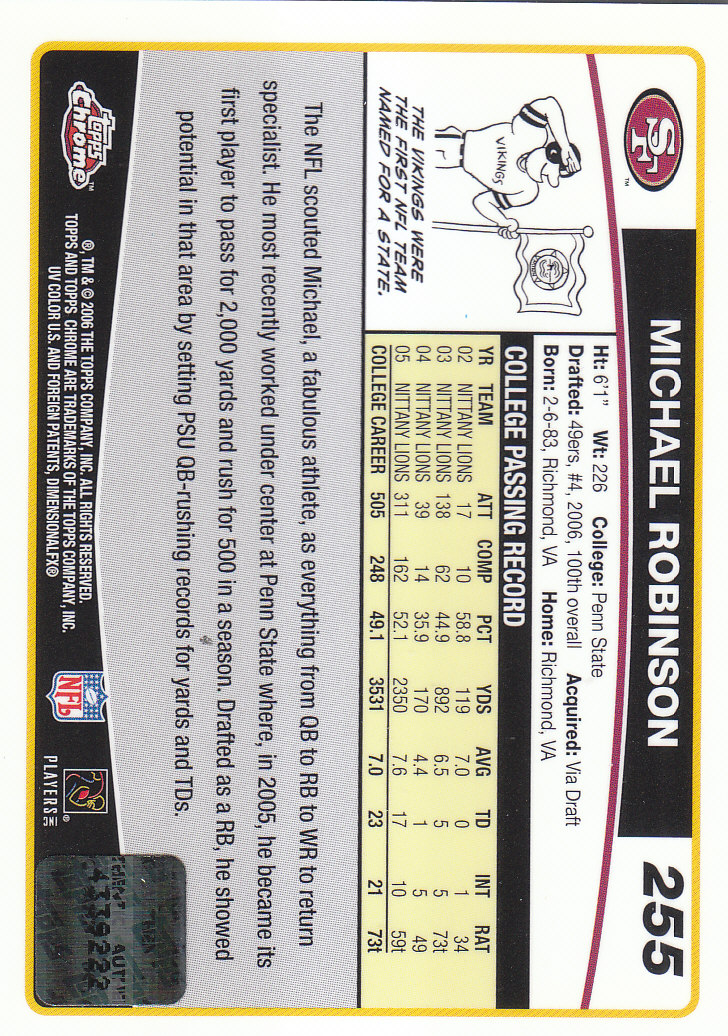 SF
TM
MICHAEL ROBINSON
255
Ht: 6'1" Wt: 226 College: Penn State
Drafted: 49ers, #4, 2006, 100th overall Acquired: Via Draft
Born: 2-6-83, Richmond, VA Home: Richmond, VA
VIKINGS
THE VIKINGS WERE
THE FIRST NFL TEAM
NAMED FOR A STATE.
COLLEGE PASSING RECORD
YR TEAM ATT COMP PCT YDS AVG TD INT RAT
02 NITTANY LIONS 17 10 58.8 119 7.0 0 1 34
03 NITTANY LIONS 138 62 44.9 892 6.5 5 5 73t
04 NITTANY LIONS 39 14 35.9 170 4.4 1 5 49
05 NITTANY LIONS 311 162 52.1 2350 7.6 17 10 59t
COLLEGE CAREER 505 248 49.1 3531 7.0 23 21 73t
The NFL scouted Michael, a fabulous athlete, as everything from QB to RB to WR to return
specialist. He most recently worked under center at Penn State where, in 2005, he became its
first player to pass for 2,000 yards and rush for 500 in a season. Drafted as a RB, he showed
potential in that area by setting PSU QB-rushing records for yards and TDs.
Topps
Chrome
TM
®, TM & © 2006 THE TOPPS COMPANY, INC. ALL RIGHTS RESERVED.
TOPPS AND TOPPS CHROME ARE TRADEMARKS OF THE TOPPS COMPANY, INC.
UV COLOR U.S. AND FOREIGN PATENTS, DIMENSIONALFX®
NFL
PLAYERS INC
®